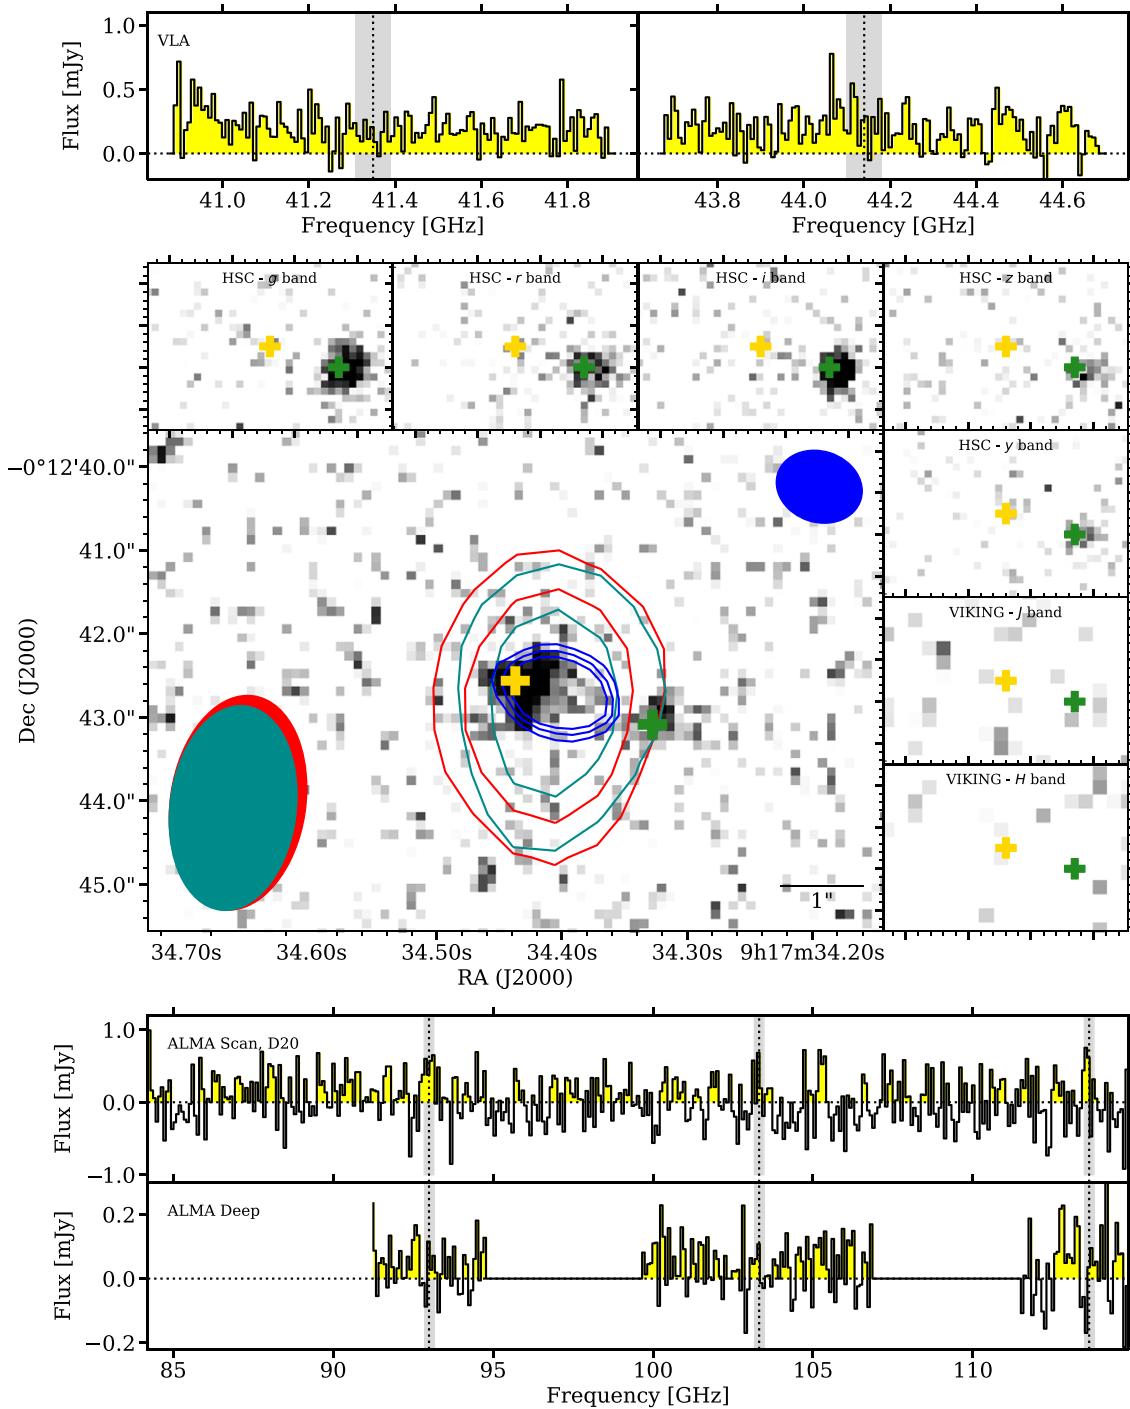 VLA
1.0
0.5
0.0
Flux [mJy]
41.0 41.2 41.4 41.6 41.8
43.8 44.0 44.2 44.4 44.6
Frequency [GHz] Frequency [GHz]
HSC - g band
HSC - r band
HSC - i band
HSC - z band
HSC - y band
VIKING - J band
VIKING - H band
−0°12'40.0"
41.0"
42.0"
43.0"
44.0"
45.0"
Dec (J2000)
1"
34.70s 34.60s 34.50s 34.40s 34.30s 9h17m34.20s
RA (J2000)
ALMA Scan, D20
1.0
0.0
−1.0
Flux [mJy]
ALMA Deep
0.2
0.0
−0.2
Flux [mJy]
85 90 95 100 105 110
Frequency [GHz]